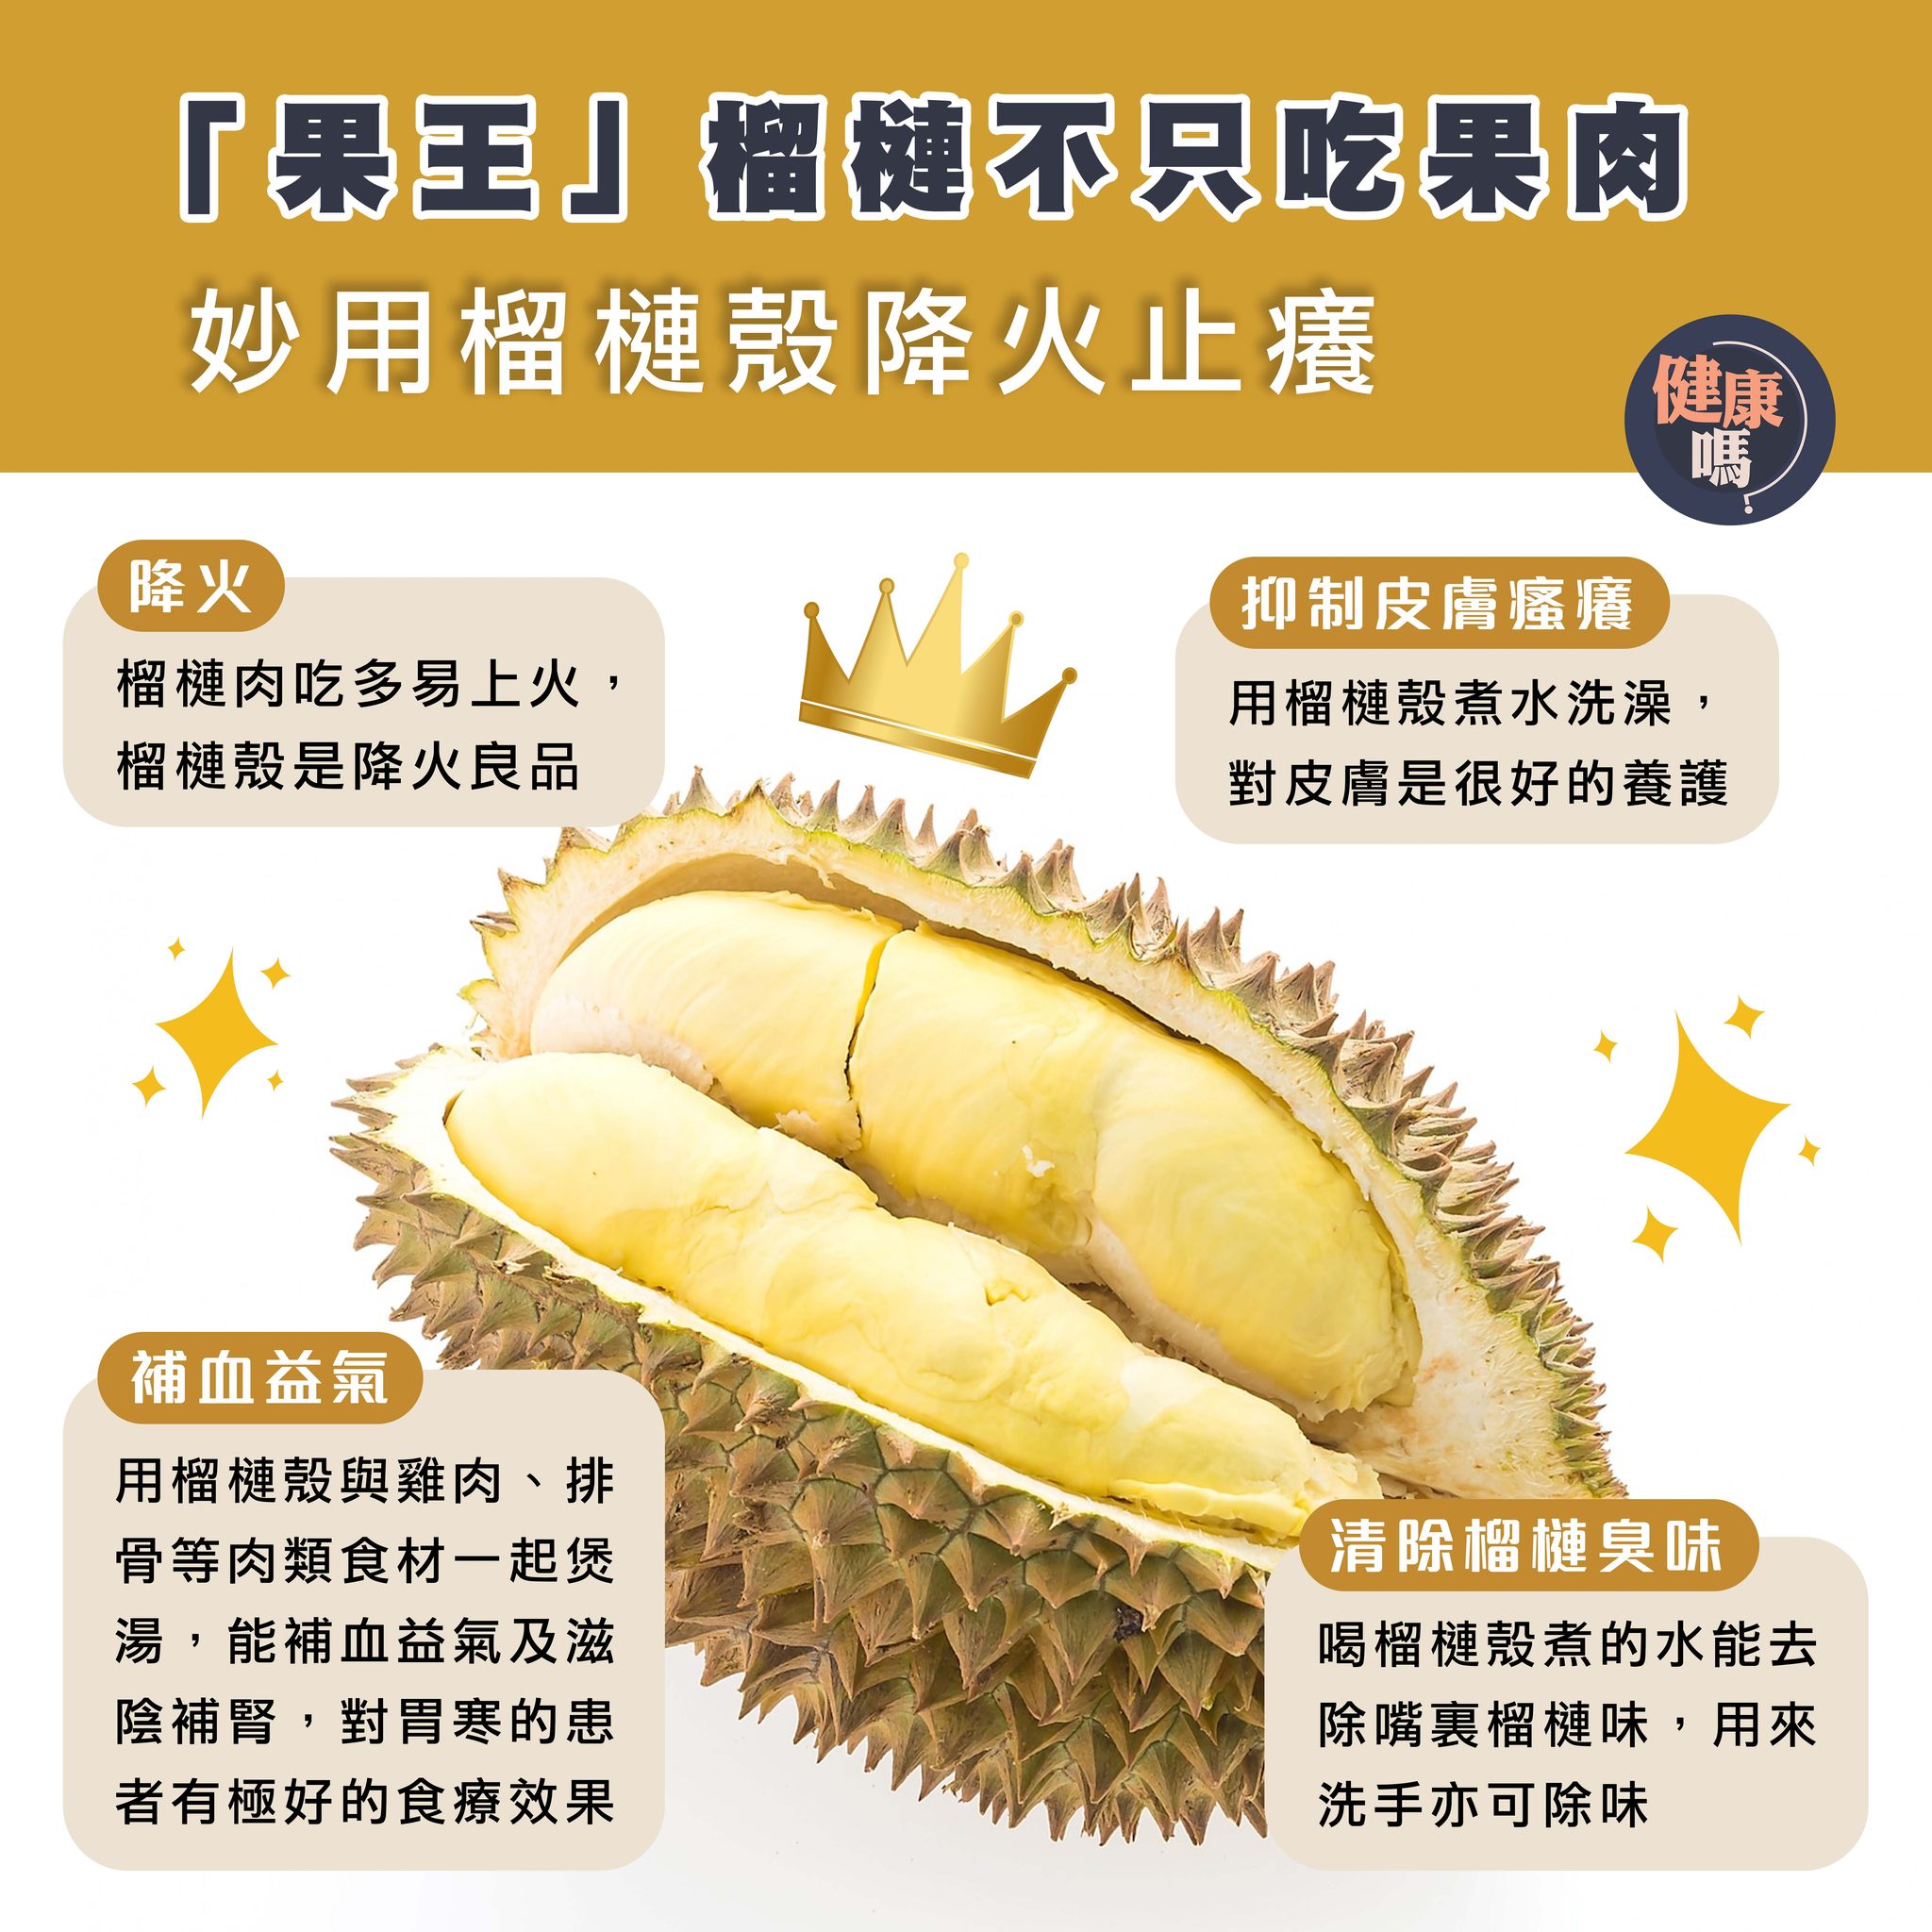 「果王」榴槤不只吃果肉
妙用榴槤殼降火止癢
健康
嗎?
降火
榴槤肉吃多易上火，
榴槤殼是降火良品
抑制皮膚瘙癢
用榴槤殼煮水洗澡，
對皮膚是很好的養護
補血益氣
用榴槤殼與雞肉、排
骨等肉類食材一起煲
湯，能補血益氣及滋
陰補腎，對胃寒的患
者有極好的食療效果
清除榴槤臭味
喝榴槤殼煮的水能去
除嘴裏榴槤味，用來
洗手亦可除味